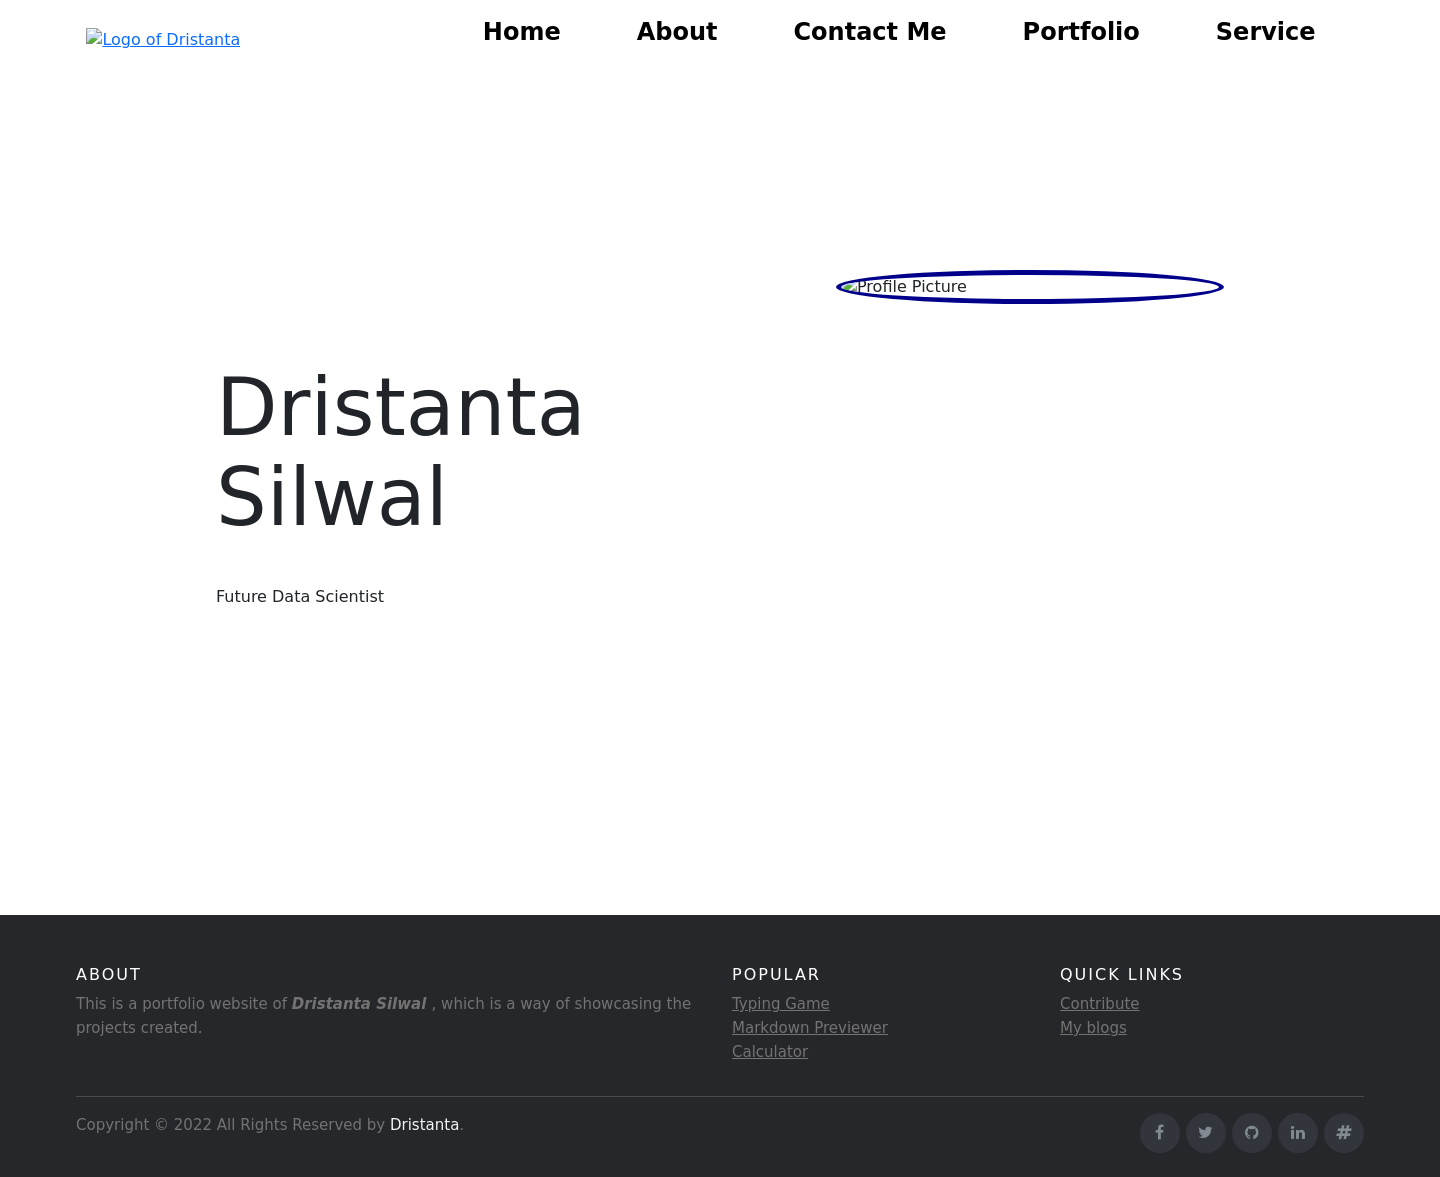 Logo of Dristanta
Home
About
Contact Me
Portfolio
Service
Profile Picture
Dristanta
Silwal
Future Data Scientist
ABOUT
This is a portfolio website of Dristanta Silwal , which is a way of showcasing the
projects created.
POPULAR
Typing Game
Markdown Previewer
Calculator
QUICK LINKS
Contribute
My blogs
Copyright © 2022 All Rights Reserved by Dristanta.